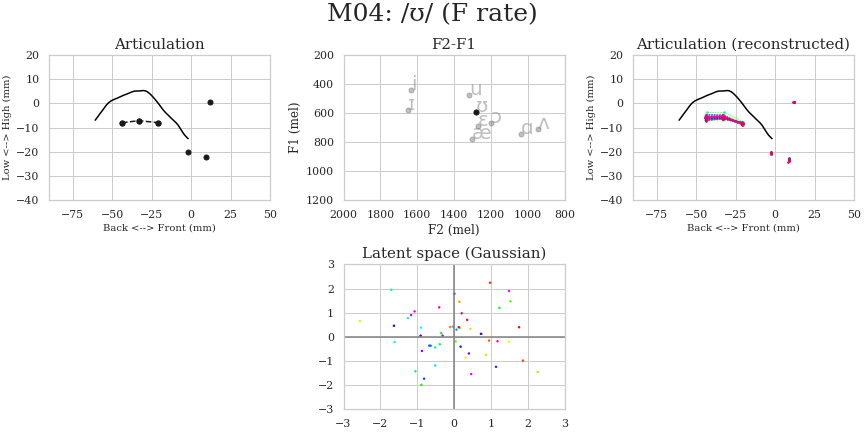 M04: /ʊ/ (F rate)
Articulation
F2-F1
Articulation (reconstructed)
20
10
0
−10
−20
−30
−40
Low <--> High (mm)
−75
−50
−25
0
25
50
Back <--> Front (mm)
200
400
600
800
1000
1200
F1 (mel)
i
u
ɪ
ʊ
ɛ
ɔ
æ
ɑ
ʌ
2000
1800
1600
1400
1200
1000
800
F2 (mel)
20
10
0
−10
−20
−30
−40
Low <--> High (mm)
−75
−50
−25
0
25
50
Back <--> Front (mm)
Latent space (Gaussian)
3
2
1
0
−1
−2
−3
−3
−2
−1
0
1
2
3